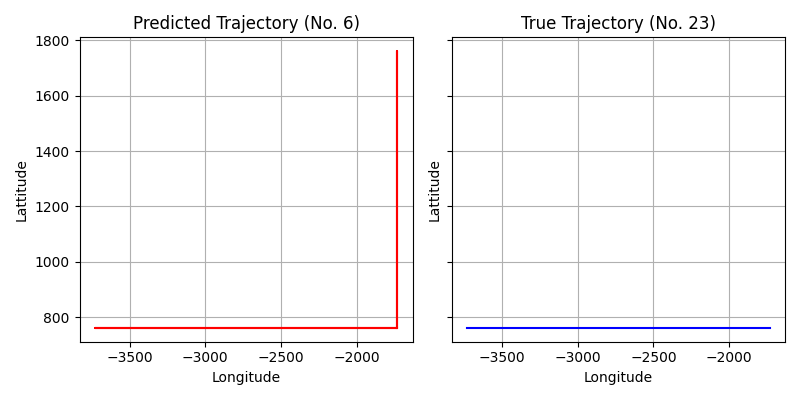 Predicted Trajectory (No. 6)
True Trajectory (No. 23)
1800
1600
1400
1200
1000
800
Lattitude
Lattitude
−3500 −3000 −2500 −2000
−3500 −3000 −2500 −2000
Longitude
Longitude